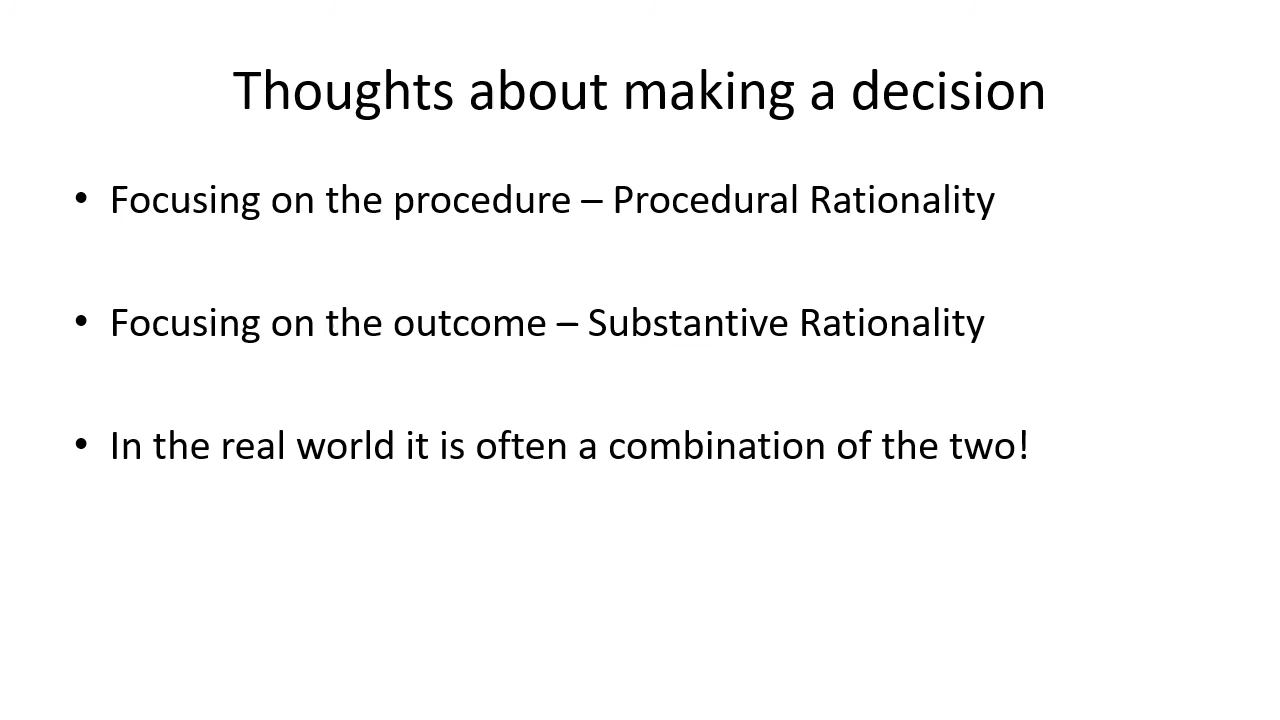 Thoughts about making a decision
• Focusing on the procedure – Procedural Rationality
• Focusing on the outcome – Substantive Rationality
• In the real world it is often a combination of the two!